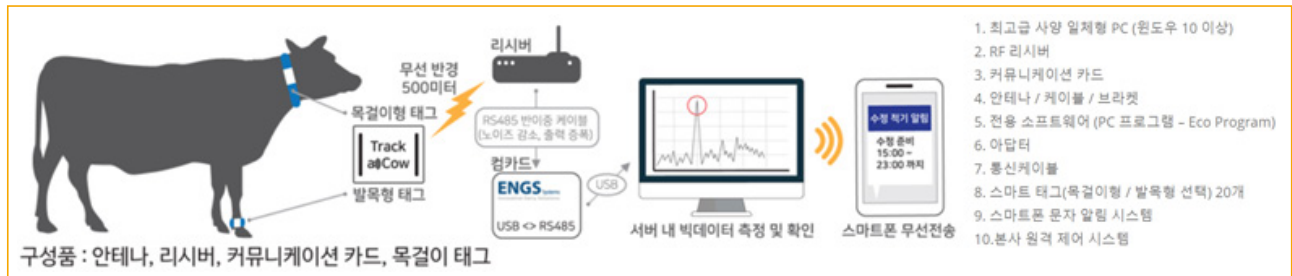 리시버
무선 반경
500미터
목걸이형 태그
Track
a Cow
발목형 태그
RS485 반이중 케이블
(노이즈 감소, 출력 증폭)
컴카드
ENGS Systems
USB <> RS485
USB
서버 내 빅데이터 측정 및 확인
수정 적기 알림
수정 준비
15:00 ~
23:00 까지
스마트폰 무선전송
구성품 : 안테나, 리시버, 커뮤니케이션 카드, 목걸이 태그
1. 최고급 사양 일체형 PC (윈도우 10 이상)
2. RF 리시버
3. 커뮤니케이션 카드
4. 안테나 / 케이블 / 브라켓
5. 전용 소프트웨어 (PC 프로그램 – Eco Program)
6. 아답터
7. 통신케이블
8. 스마트 태그(목걸이형 / 발목형 선택) 20개
9. 스마트폰 문자 알림 시스템
10.본사 원격 제어 시스템